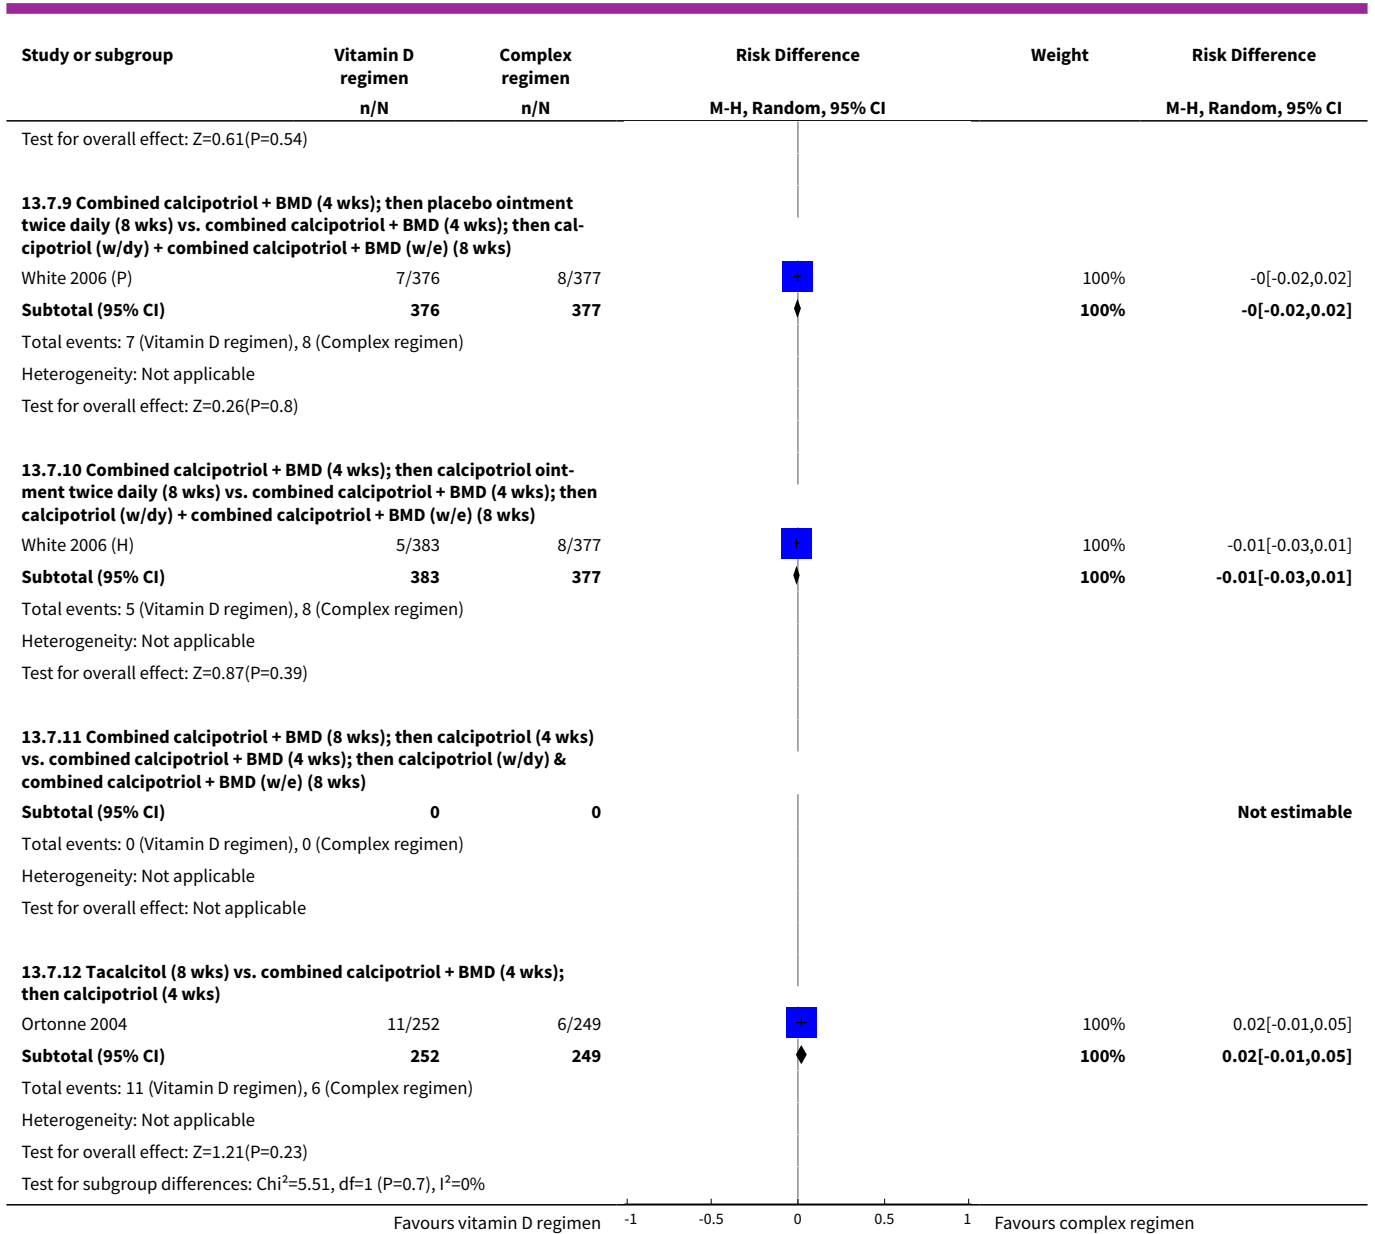 Study or subgroup Vitamin D regimen Complex regimen Risk Difference Weight Risk Difference
n/N n/N M-H, Random, 95% CI M-H, Random, 95% CI
Test for overall effect: Z=0.61(P=0.54)
13.7.9 Combined calcipotriol + BMD (4 wks); then placebo ointment
twice daily (8 wks) vs. combined calcipotriol + BMD (4 wks); then cal-
cipotriol (w/dy) + combined calcipotriol + BMD (w/e) (8 wks)
White 2006 (P) 7/376 8/377 100% -0[-0.02,0.02]
Subtotal (95% CI) 376 377 100% -0[-0.02,0.02]
Total events: 7 (Vitamin D regimen), 8 (Complex regimen)
Heterogeneity: Not applicable
Test for overall effect: Z=0.26(P=0.8)
13.7.10 Combined calcipotriol + BMD (4 wks); then calcipotriol oint-
ment twice daily (8 wks) vs. combined calcipotriol + BMD (4 wks); then
calcipotriol (w/dy) + combined calcipotriol + BMD (w/e) (8 wks)
White 2006 (H) 5/383 8/377 100% -0.01[-0.03,0.01]
Subtotal (95% CI) 383 377 100% -0.01[-0.03,0.01]
Total events: 5 (Vitamin D regimen), 8 (Complex regimen)
Heterogeneity: Not applicable
Test for overall effect: Z=0.87(P=0.39)
13.7.11 Combined calcipotriol + BMD (8 wks); then calcipotriol (4 wks)
vs. combined calcipotriol + BMD (4 wks); then calcipotriol (w/dy) &
combined calcipotriol + BMD (w/e) (8 wks)
Subtotal (95% CI) 0 0 Not estimable
Total events: 0 (Vitamin D regimen), 0 (Complex regimen)
Heterogeneity: Not applicable
Test for overall effect: Not applicable
13.7.12 Tacalcitol (8 wks) vs. combined calcipotriol + BMD (4 wks);
then calcipotriol (4 wks)
Ortonne 2004 11/252 6/249 100% 0.02[-0.01,0.05]
Subtotal (95% CI) 252 249 100% 0.02[-0.01,0.05]
Total events: 11 (Vitamin D regimen), 6 (Complex regimen)
Heterogeneity: Not applicable
Test for overall effect: Z=1.21(P=0.23)
Test for subgroup differences: Chi²=5.51, df=1 (P=0.7), I²=0%
Favours vitamin D regimen -1 -0.5 0 0.5 1 Favours complex regimen